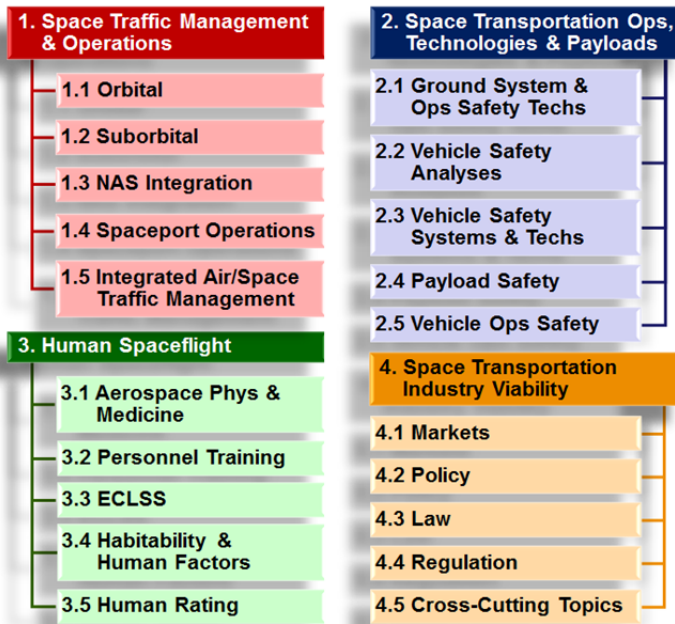 1. Space Traffic Management
& Operations
1.1 Orbital
1.2 Suborbital
1.3 NAS Integration
1.4 Spaceport Operations
1.5 Integrated Air/Space
Traffic Management
2. Space Transportation Ops,
Technologies & Payloads
2.1 Ground System &
Ops Safety Techs
2.2 Vehicle Safety
Analyses
2.3 Vehicle Safety
Systems & Techs
2.4 Payload Safety
2.5 Vehicle Ops Safety
3. Human Spaceflight
3.1 Aerospace Phys &
Medicine
3.2 Personnel Training
3.3 ECLSS
3.4 Habitability &
Human Factors
3.5 Human Rating
4. Space Transportation
Industry Viability
4.1 Markets
4.2 Policy
4.3 Law
4.4 Regulation
4.5 Cross-Cutting Topics